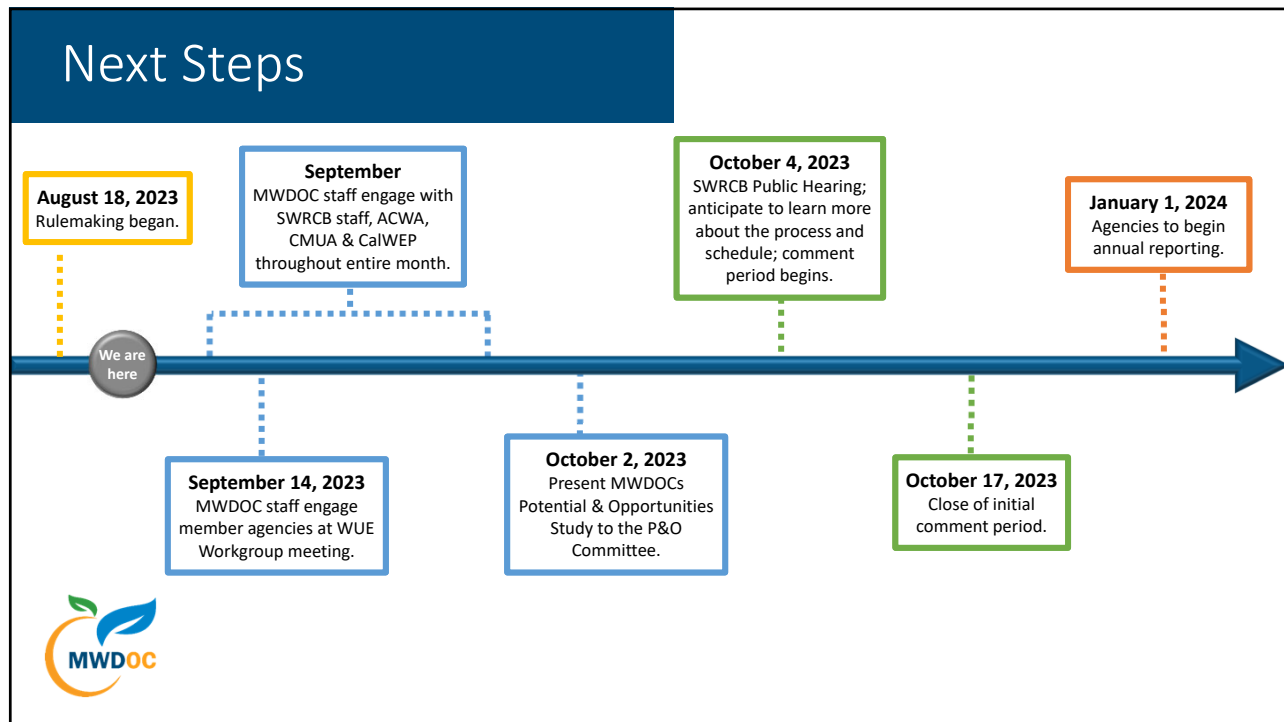 Next Steps
August 18, 2023
Rulemaking began.
September
MWDOC staff engage with
SWRCB staff, ACWA,
CMUA & CalWEP
throughout entire month.
October 4, 2023
SWRCB Public Hearing;
anticipate to learn more
about the process and
schedule; comment
period begins.
January 1, 2024
Agencies to begin
annual reporting.
We are
here
September 14, 2023
MWDOC staff engage
member agencies at WUE
Workgroup meeting.
October 2, 2023
Present MWDOCs
Potential & Opportunities
Study to the P&O
Committee.
October 17, 2023
Close of initial
comment period.
MWDOC